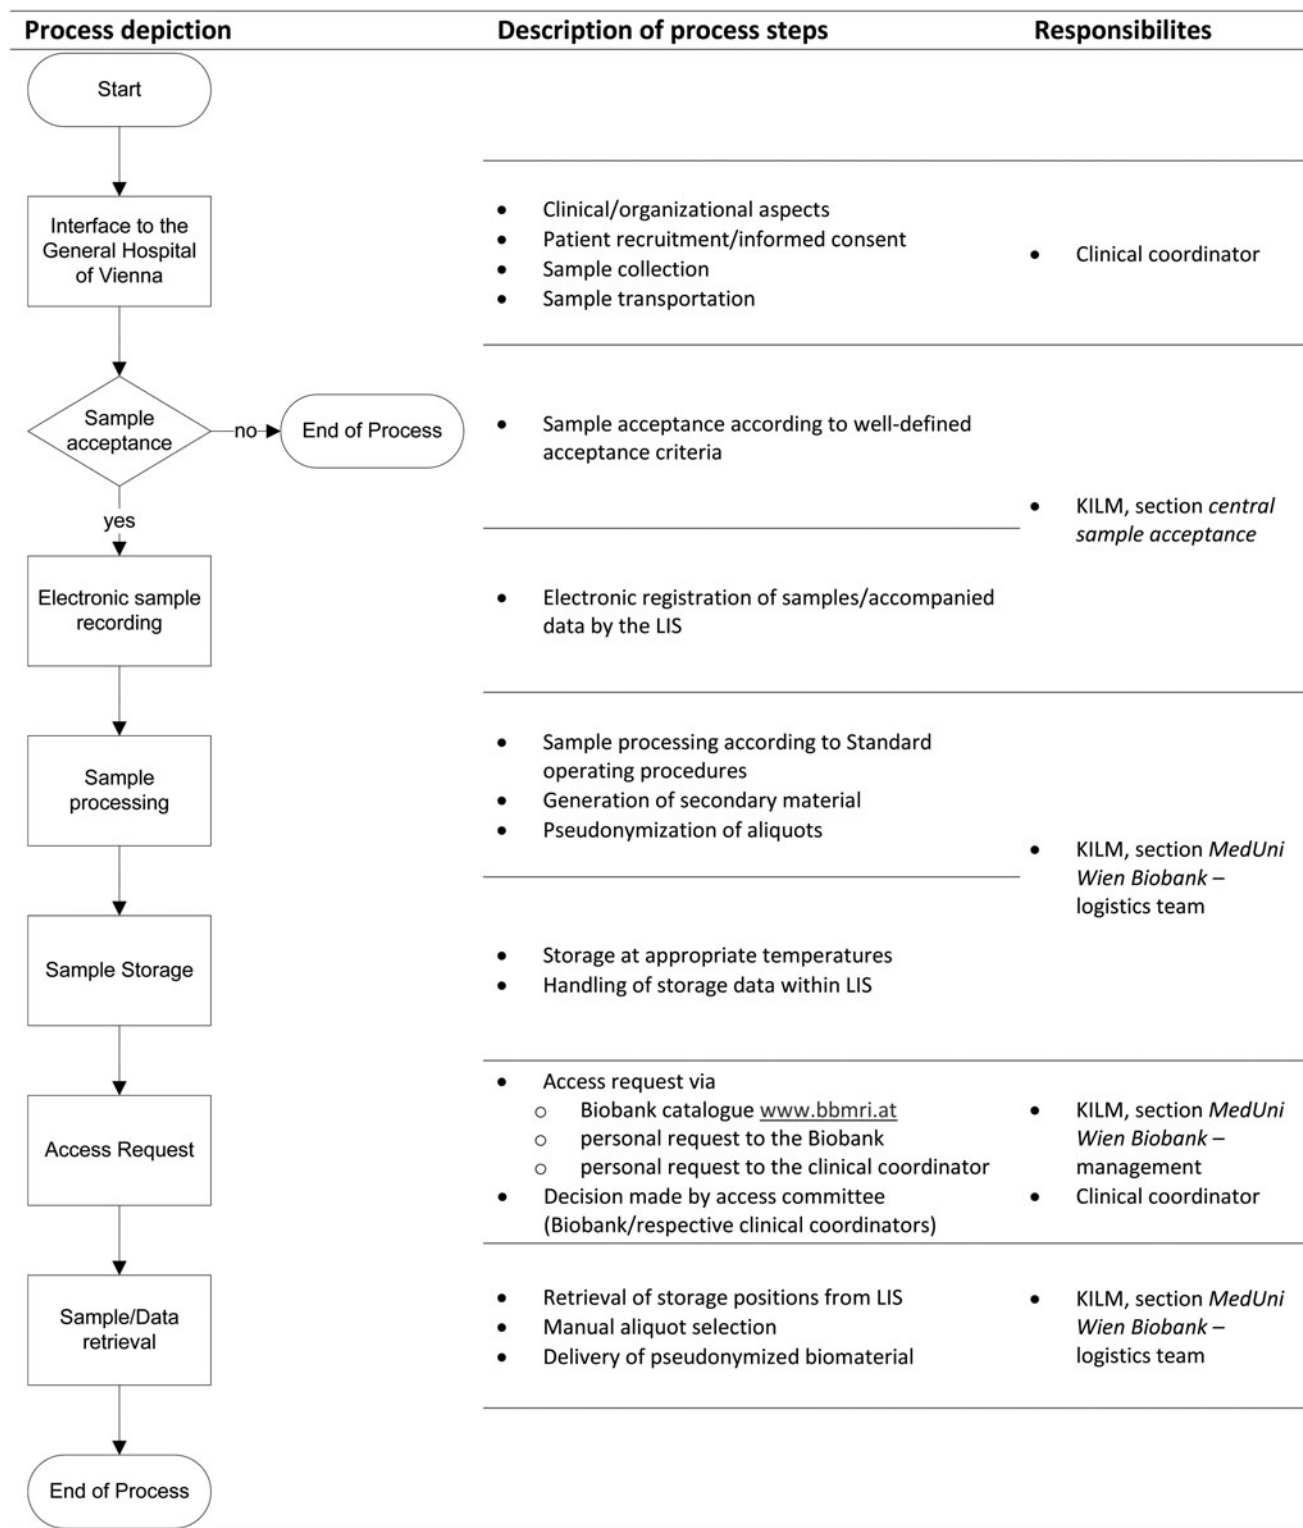 Process depiction
Description of process steps
Responsibilites
Start
Interface to the
General Hospital
of Vienna
• Clinical/organizational aspects
• Patient recruitment/informed consent
• Sample collection
• Sample transportation
• Clinical coordinator
Sample
acceptance
no
End of Process
• Sample acceptance according to well-defined
acceptance criteria
• KILM, section central
sample acceptance
yes
Electronic sample
recording
• Electronic registration of samples/accompanied
data by the LIS
Sample
processing
• Sample processing according to Standard
operating procedures
• Generation of secondary material
• Pseudonymization of aliquots
• KILM, section MedUni
Wien Biobank –
logistics team
Sample Storage
• Storage at appropriate temperatures
• Handling of storage data within LIS
Access Request
• Access request via
o Biobank catalogue www.bbmri.at
o personal request to the Biobank
o personal request to the clinical coordinator
• Decision made by access committee
(Biobank/respective clinical coordinators)
• KILM, section MedUni
Wien Biobank –
management
• Clinical coordinator
Sample/Data
retrieval
• Retrieval of storage positions from LIS
• Manual aliquot selection
• Delivery of pseudonymized biomaterial
• KILM, section MedUni
Wien Biobank –
logistics team
End of Process